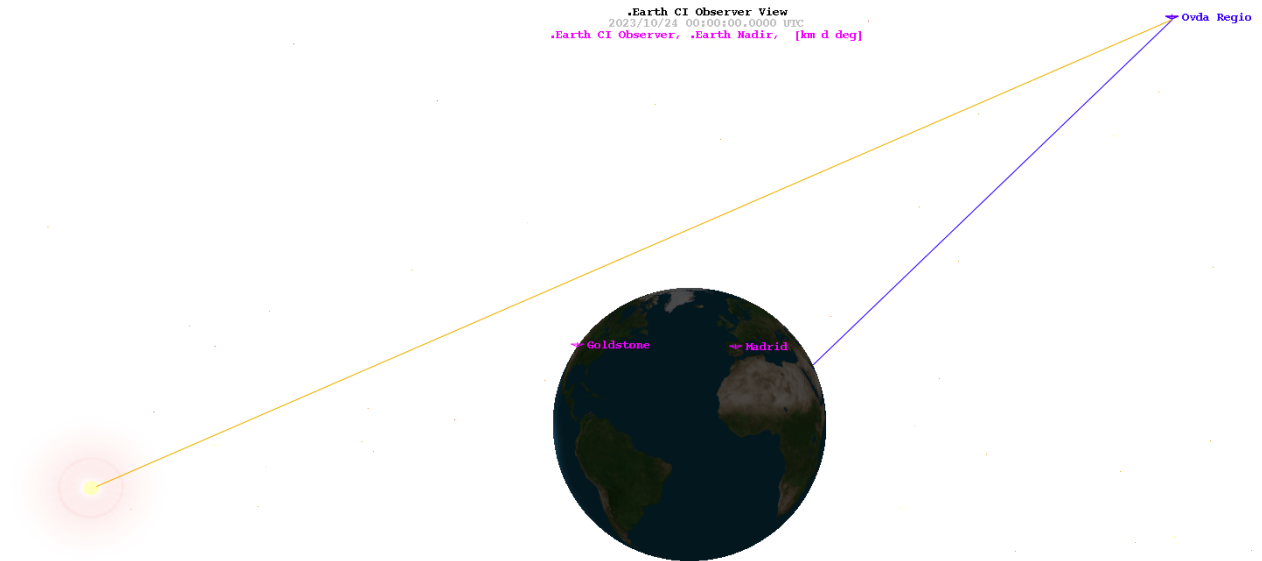 .Earth CI Observer View
2023/10/24 00:00:00.0000 UTC
.Earth CI Observer, .Earth Nadir,  [km d deg]
Ovda Regio
Goldstone
Madrid